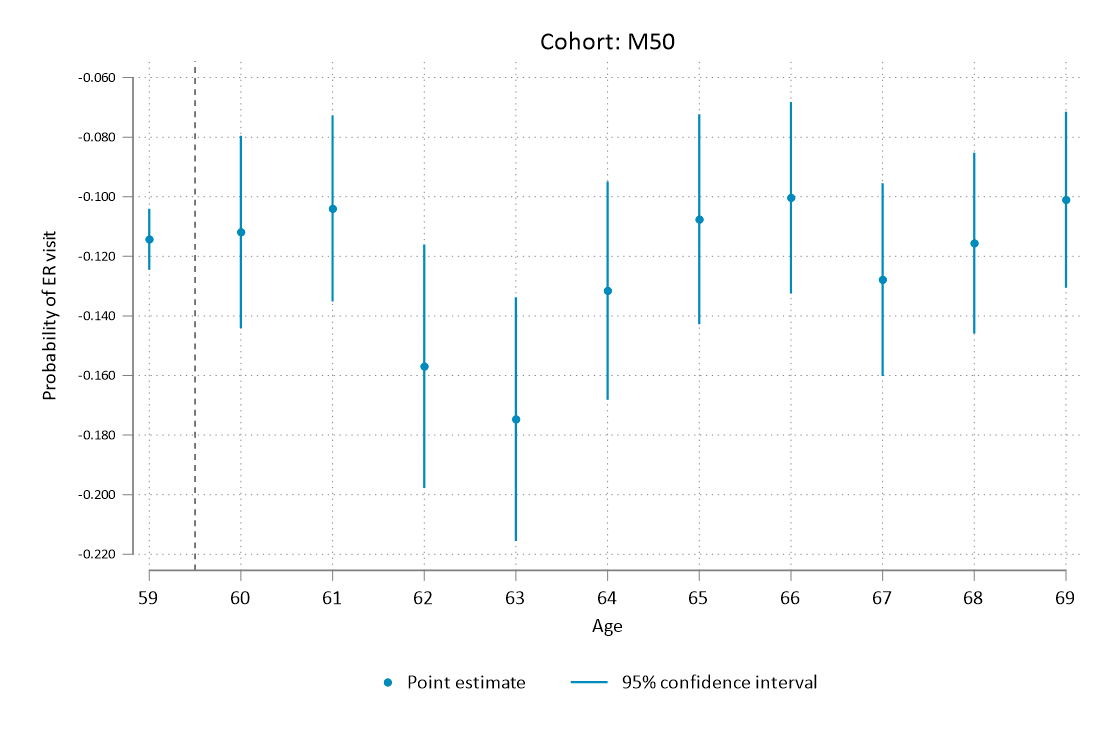 Cohort: M50
Probability of ER visit
-0.060
-0.080
-0.100
-0.120
-0.140
-0.160
-0.180
-0.200
-0.220
59 60 61 62 63 64 65 66 67 68 69
Age
Point estimate 95% confidence interval